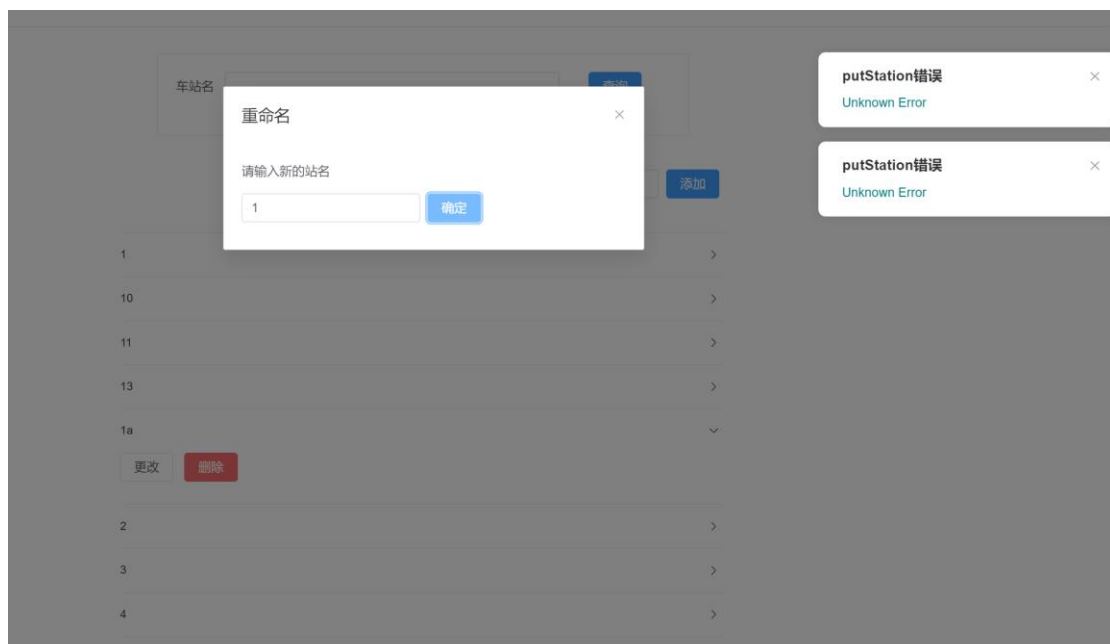 车站名
查询
重命名
请输入新的站名
1
确定
添加
putStation错误
Unknown Error
putStation错误
Unknown Error
1
10
11
13
1a
更改 删除
2
3
4